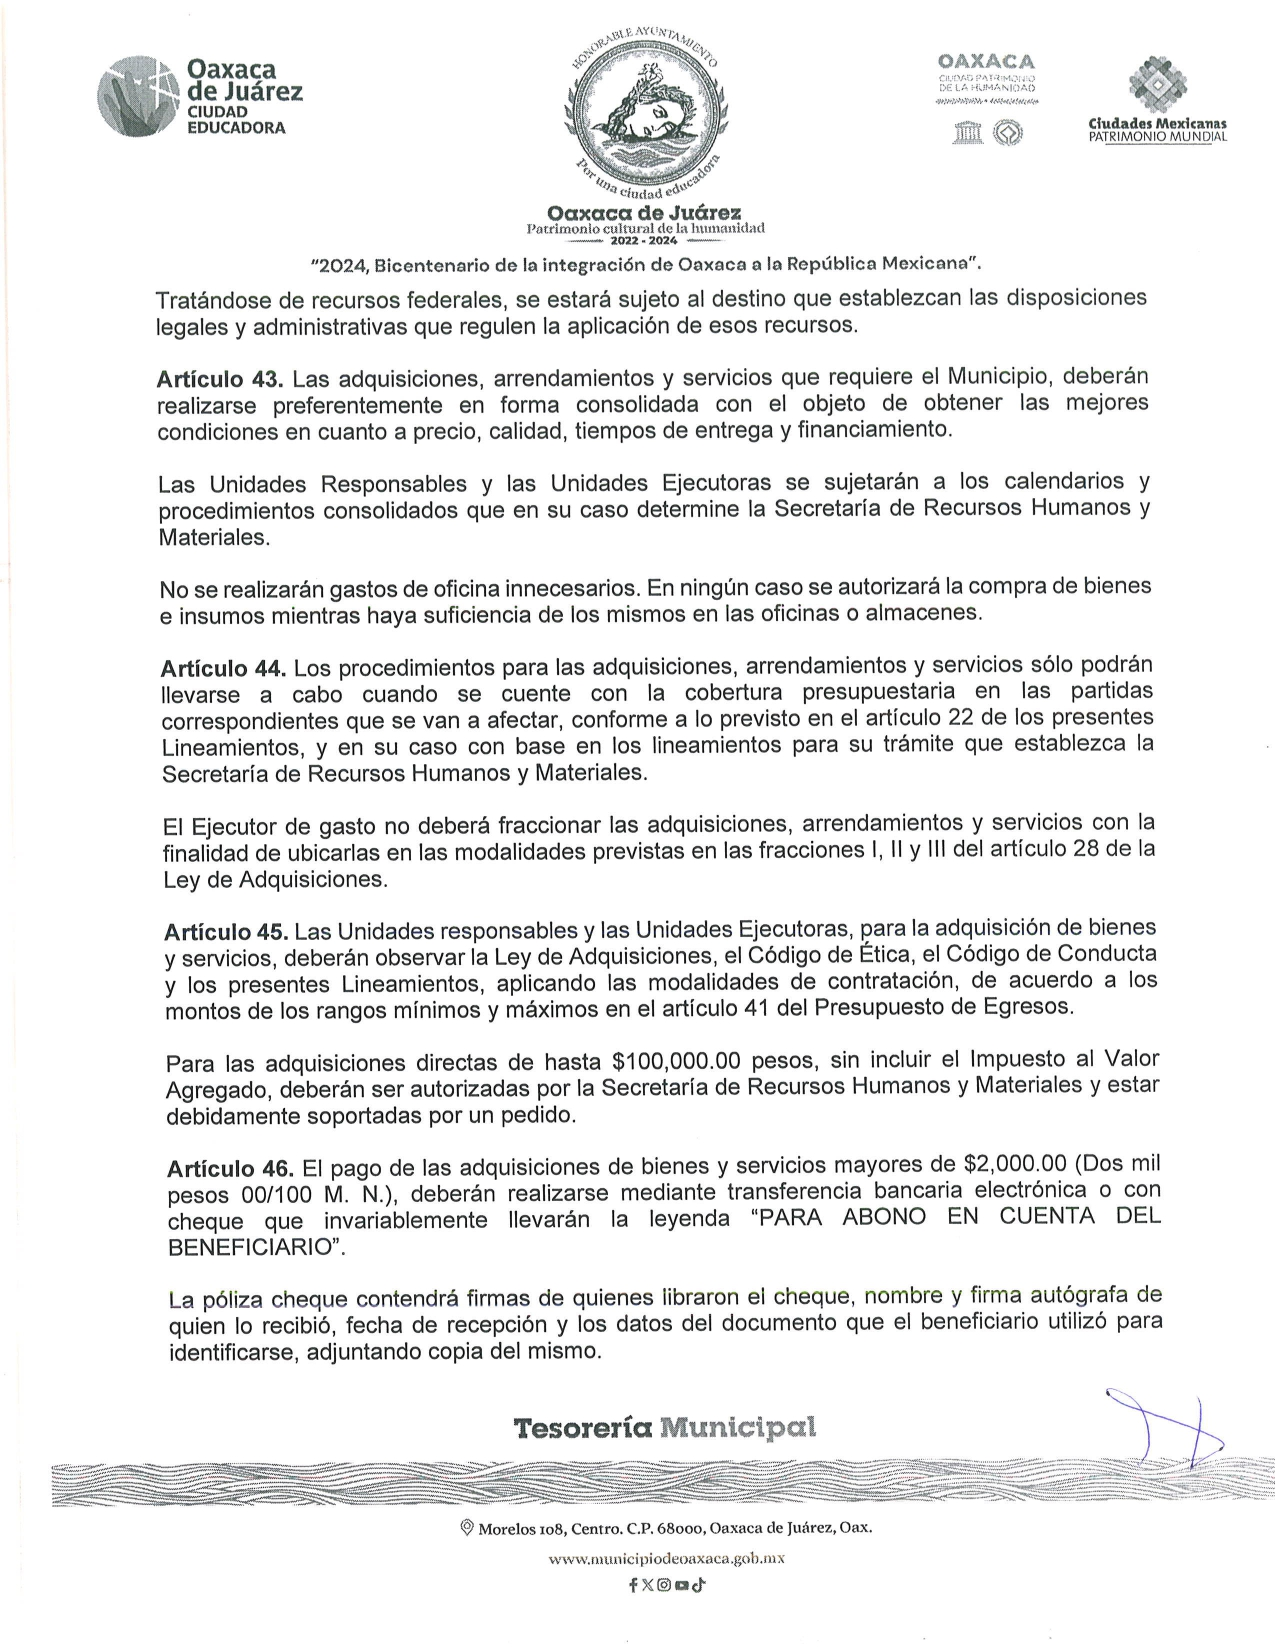 Oaxaca
de Juárez
CIUDAD
EDUCADORA
HONORABLE AYUNTAMIENTO
Por una ciudad educadora
Oaxaca de Juárez
Patrimonio cultural de la humanidad
2022 - 2024
OAXACA
CIUDAD PATRIMONIO
DE LA HUMANIDAD
Ciudades Mexicanas
PATRIMONIO MUNDIAL
"2024, Bicentenario de la integración de Oaxaca a la República Mexicana".
Tratándose de recursos federales, se estará sujeto al destino que establezcan las disposiciones
legales y administrativas que regulen la aplicación de esos recursos.
Artículo 43. Las adquisiciones, arrendamientos y servicios que requiere el Municipio, deberán
realizarse preferentemente en forma consolidada con el objeto de obtener las mejores
condiciones en cuanto a precio, calidad, tiempos de entrega y financiamiento.
Las Unidades Responsables y las Unidades Ejecutoras se sujetarán a los calendarios y
procedimientos consolidados que en su caso determine la Secretaría de Recursos Humanos y
Materiales.
No se realizarán gastos de oficina innecesarios. En ningún caso se autorizará la compra de bienes
e insumos mientras haya suficiencia de los mismos en las oficinas o almacenes.
Artículo 44. Los procedimientos para las adquisiciones, arrendamientos y servicios sólo podrán
llevarse a cabo cuando se cuente con la cobertura presupuestaria en las partidas
correspondientes que se van a afectar, conforme a lo previsto en el artículo 22 de los presentes
Lineamientos, y en su caso con base en los lineamientos para su trámite que establezca la
Secretaría de Recursos Humanos y Materiales.
El Ejecutor de gasto no deberá fraccionar las adquisiciones, arrendamientos y servicios con la
finalidad de ubicarlas en las modalidades previstas en las fracciones I, II y III del artículo 28 de la
Ley de Adquisiciones.
Artículo 45. Las Unidades responsables y las Unidades Ejecutoras, para la adquisición de bienes
y servicios, deberán observar la Ley de Adquisiciones, el Código de Ética, el Código de Conducta
y los presentes Lineamientos, aplicando las modalidades de contratación, de acuerdo a los
montos de los rangos mínimos y máximos en el artículo 41 del Presupuesto de Egresos.
Para las adquisiciones directas de hasta $100,000.00 pesos, sin incluir el Impuesto al Valor
Agregado, deberán ser autorizadas por la Secretaría de Recursos Humanos y Materiales y estar
debidamente soportadas por un pedido.
Artículo 46. El pago de las adquisiciones de bienes y servicios mayores de $2,000.00 (Dos mil
pesos 00/100 M. N.), deberán realizarse mediante transferencia bancaria electrónica o con
cheque que invariablemente llevarán la leyenda “PARA ABONO EN CUENTA DEL
BENEFICIARIO”.
La póliza cheque contendrá firmas de quienes libraron el cheque, nombre y firma autógrafa de
quien lo recibió, fecha de recepción y los datos del documento que el beneficiario utilizó para
identificarse, adjuntando copia del mismo.
Tesorería Municipal
Morelos 108, Centro. C.P. 68000, Oaxaca de Juárez, Oax.
www.municipiodeoaxaca.gob.mx